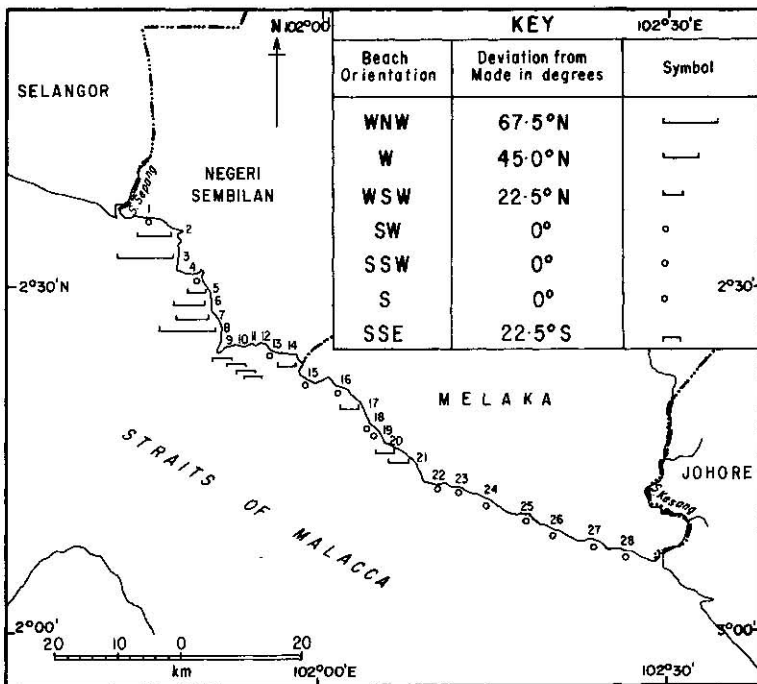 N 102°00' KEY 102°30'E
Beach Orientation
Deviation from Made in degrees
Symbol
WNW 67·5°N
W 45·0°N
WSW 22·5°N
SW 0°
SSW 0°
S 0°
SSE 22·5°S
SELANGOR
NEGERI SEMBILAN
S. Sepang
2°30'N
2°30'
1
2
3
4
5
6
7
8
9 10 11 12
13 14
15
16
17
18
19
20
21
22 23
24
25
26
27
28
MELAKA
JOHORE
S Kesang
STRAITS OF MALACCA
2°00'
20 10 0 20
km
102°00'E
102°30'